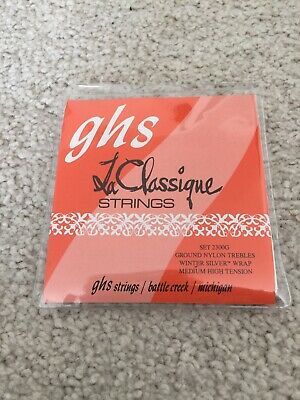 ghs
La Classique
STRINGS
SET 2300G
GROUND NYLON TREBLES
WINTER SILVER™ WRAP
MEDIUM HIGH TENSION
ghs strings / battle creek / michigan